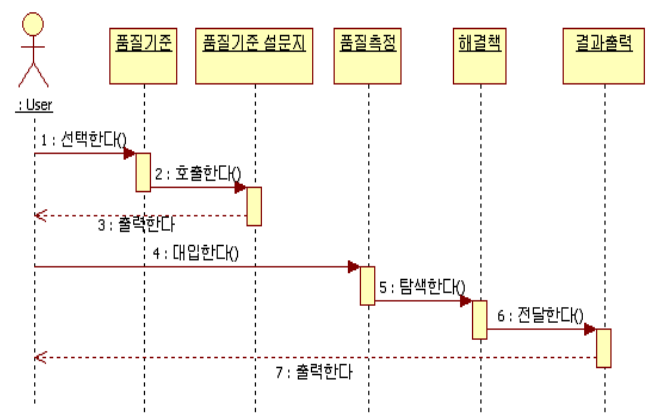 품질기준
품질기준 설문지
품질측정
해결책
결과출력
: User
1 : 선택한다()
2 : 호출한다()
3 : 출력한다
4 : 대입한다()
5 : 탐색한다()
6 : 전달한다()
7 : 출력한다